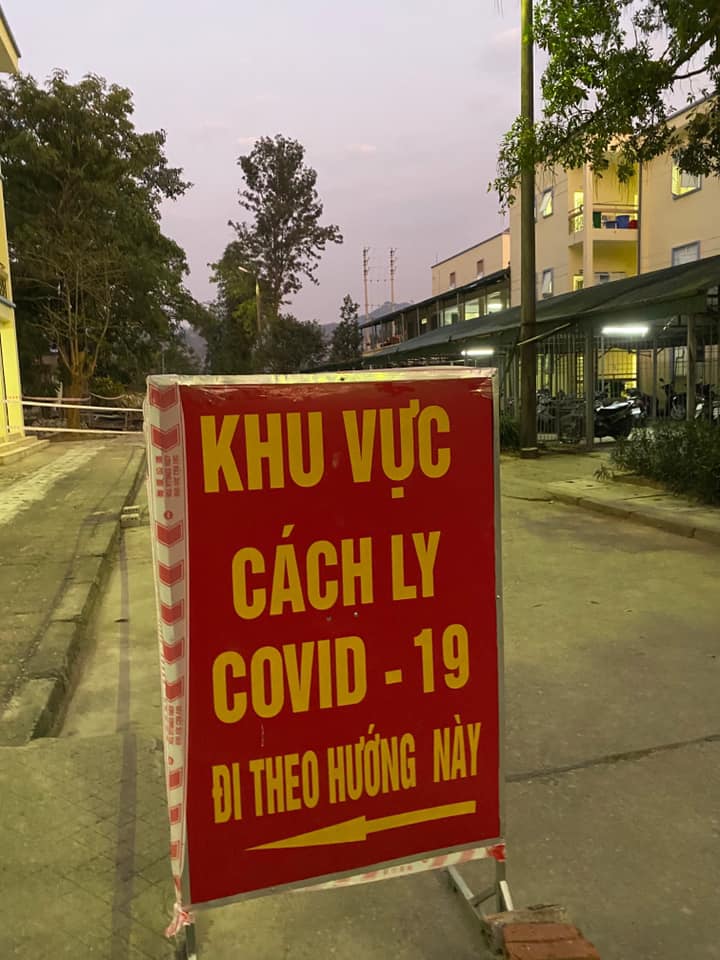 KHU VỰC
CÁCH LY
COVID - 19
ĐI THEO HƯỚNG NÀY